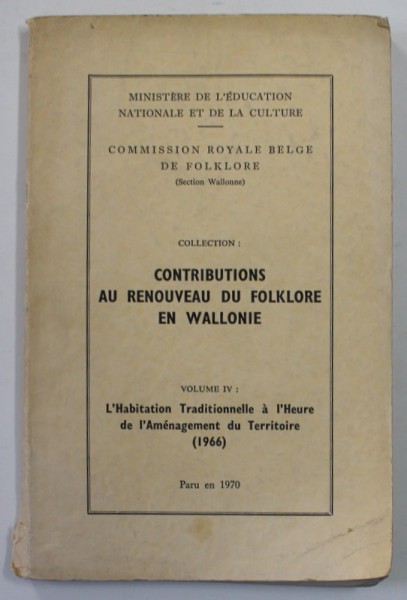 MINISTÈRE DE L'ÉDUCATION
NATIONALE ET DE LA CULTURE
COMMISSION ROYALE BELGE
DE FOLKLORE
(Section Wallonne)
COLLECTION :
CONTRIBUTIONS
AU RENOUVEAU DU FOLKLORE
EN WALLONIE
VOLUME IV :
L'Habitation Traditionnelle à l'Heure
de l'Aménagement du Territoire
(1966)
Paru en 1970